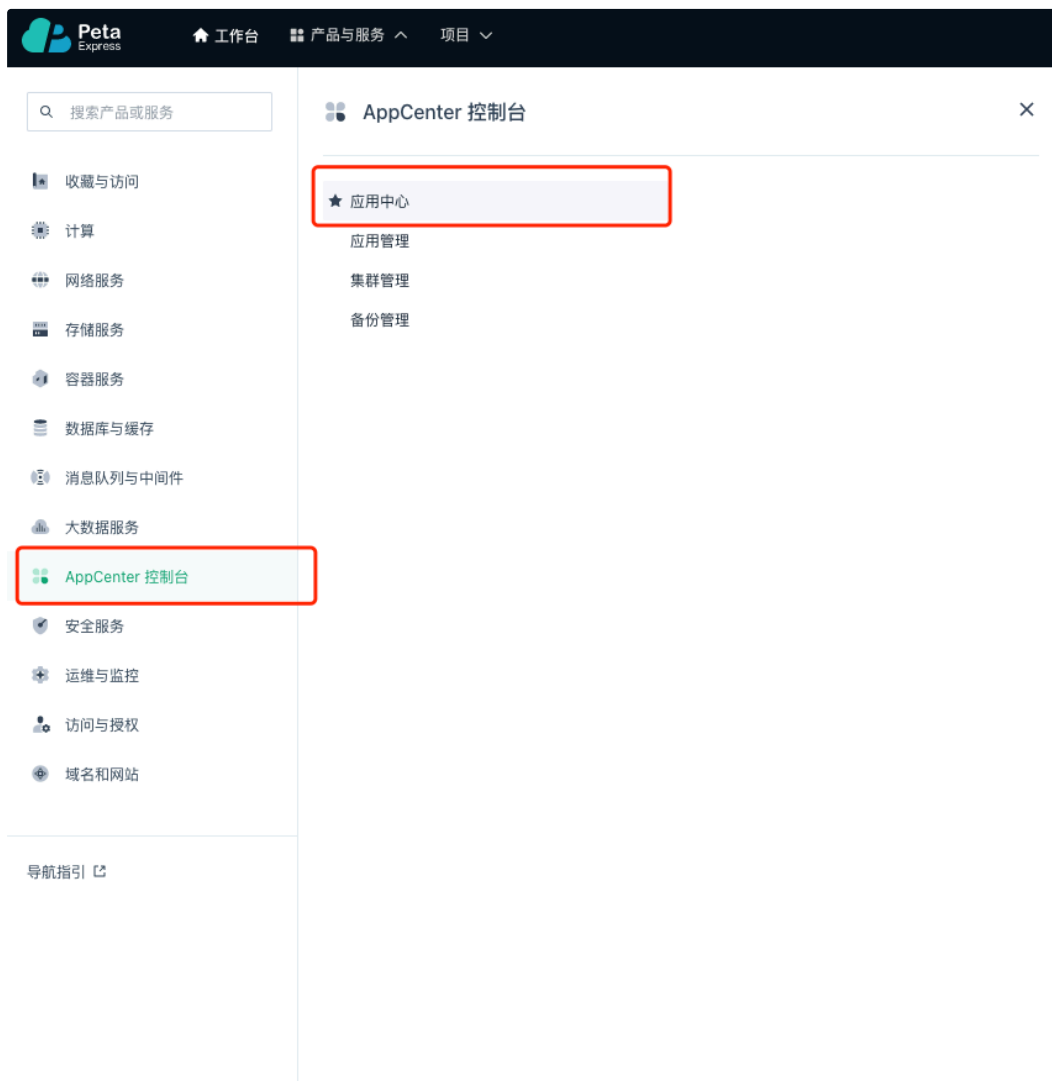 Peta
Express
工作台
产品与服务
项目
搜索产品或服务
收藏与访问
计算
网络服务
存储服务
容器服务
数据库与缓存
消息队列与中间件
大数据服务
AppCenter 控制台
安全服务
运维与监控
访问与授权
域名和网站
导航指引
AppCenter 控制台
应用中心
应用管理
集群管理
备份管理